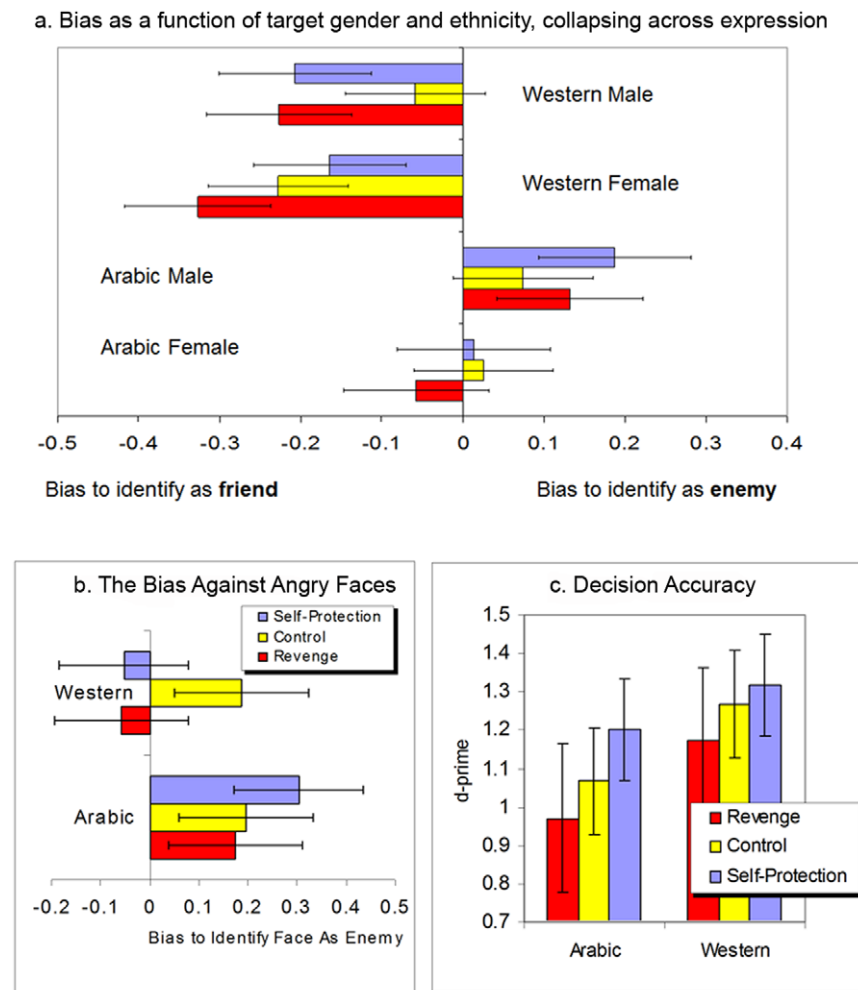 a. Bias as a function of target gender and ethnicity, collapsing across expression
Western Male
Western Female
Arabic Male
Arabic Female
-0.5 -0.4 -0.3 -0.2 -0.1 0 0.1 0.2 0.3 0.4
Bias to identify as friend
Bias to identify as enemy
b. The Bias Against Angry Faces
Self-Protection
Control
Revenge
Western
Arabic
-0.2 -0.1 0 0.1 0.2 0.3 0.4 0.5
Bias to Identify Face As Enemy
c. Decision Accuracy
1.5
1.4
1.3
1.2
1.1
1
0.9
0.8
0.7
d-prime
Revenge
Control
Self-Protection
Arabic Western